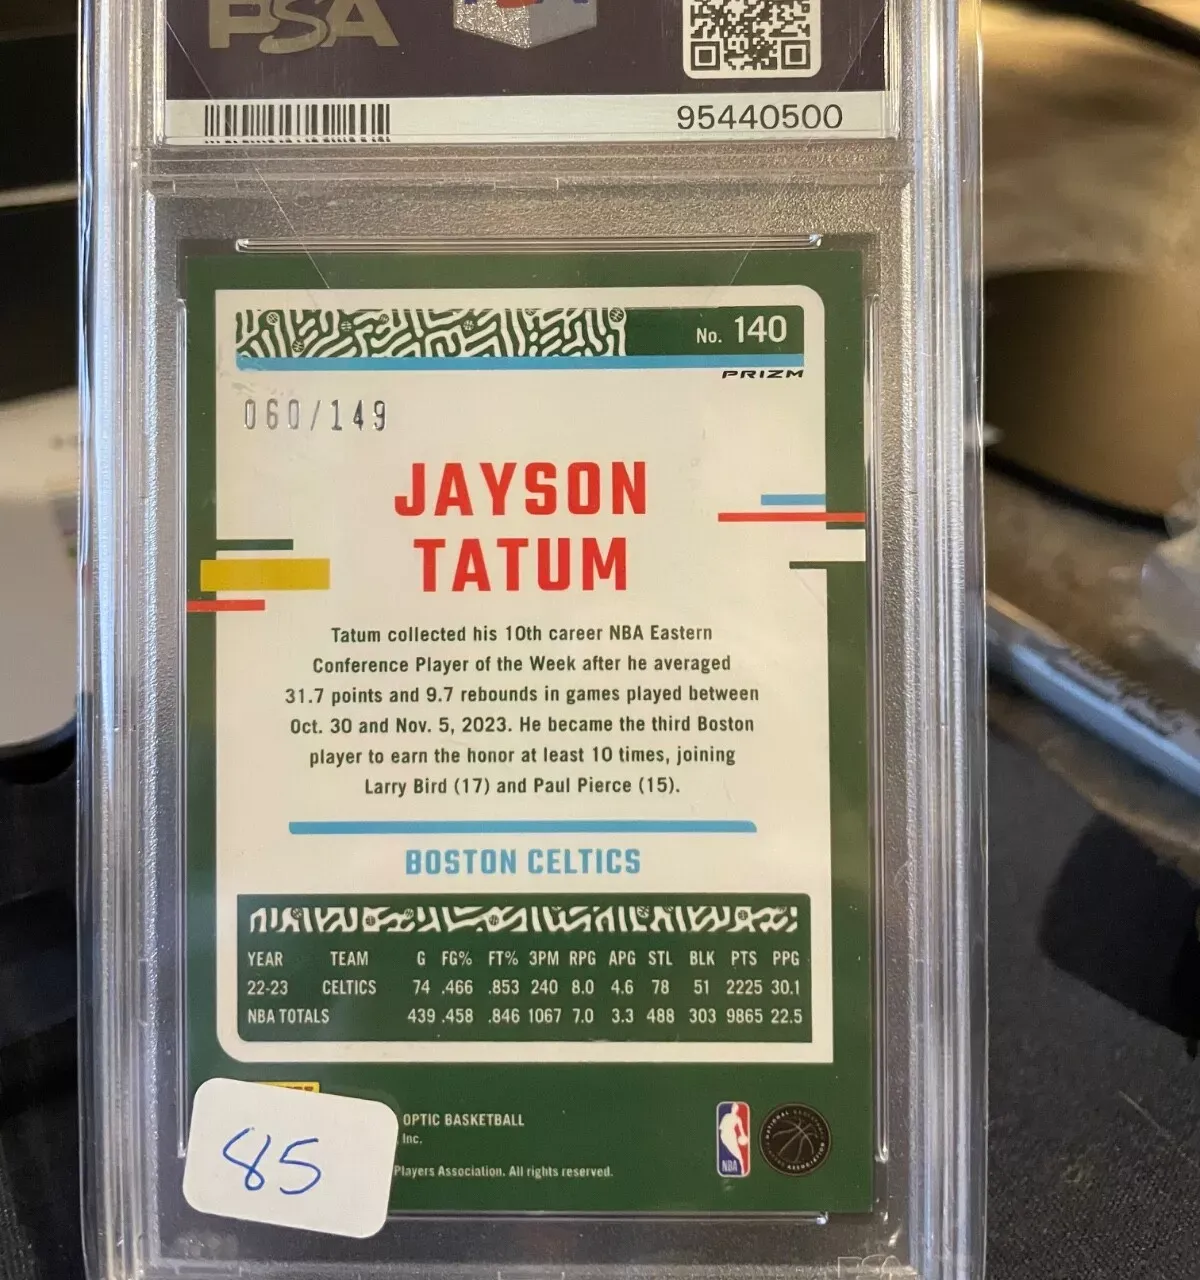 PSA
95440500
No. 140
PRIZM
060/149
JAYSON
TATUM
Tatum collected his 10th career NBA Eastern
Conference Player of the Week after he averaged
31.7 points and 9.7 rebounds in games played between
Oct. 30 and Nov. 5, 2023. He became the third Boston
player to earn the honor at least 10 times, joining
Larry Bird (17) and Paul Pierce (15).
BOSTON CELTICS
YEAR TEAM G FG% FT% 3PM RPG APG STL BLK PTS PPG
22-23 CELTICS 74 .466 .853 240 8.0 4.6 78 51 2225 30.1
NBA TOTALS 439 .458 .846 1067 7.0 3.3 488 303 9865 22.5
85
OPTIC BASKETBALL
Inc.
Players Association. All rights reserved.
NBA
PSA